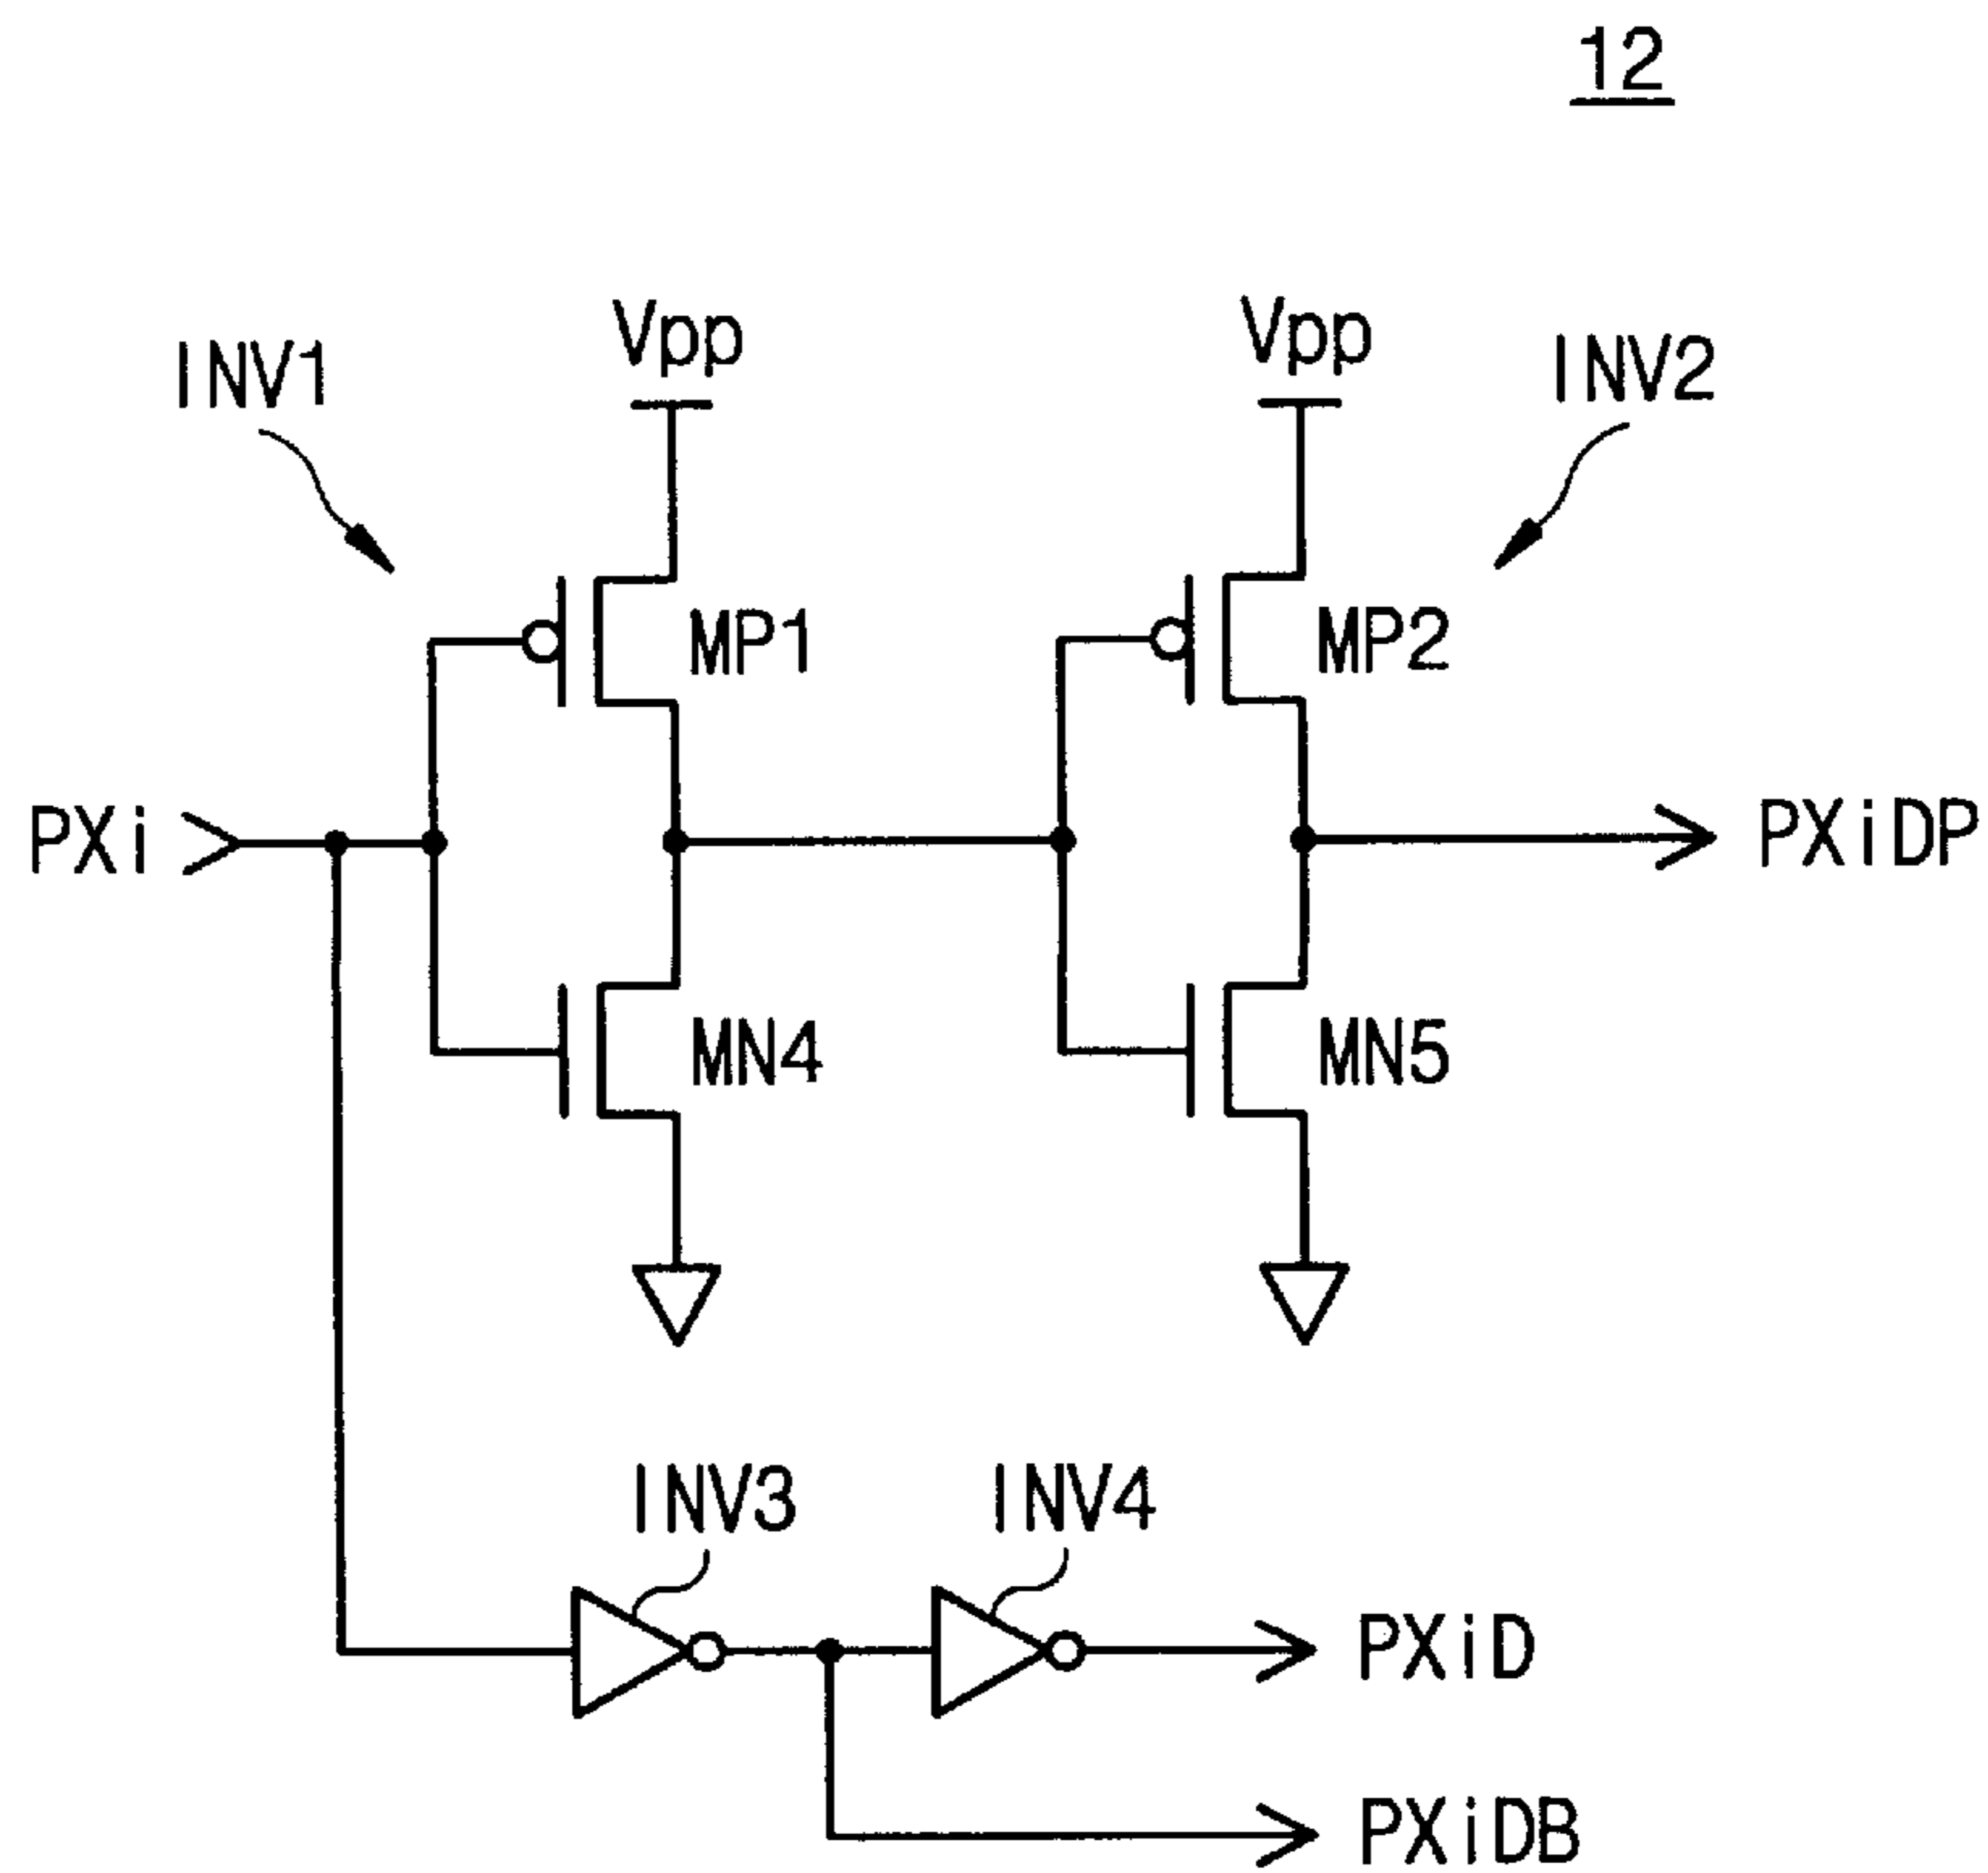 12
Vpp
Vpp
INV1
INV2
MP1
MP2
PXi
PXiDP
MN4
MN5
INV3
INV4
PXiD
PXiDB